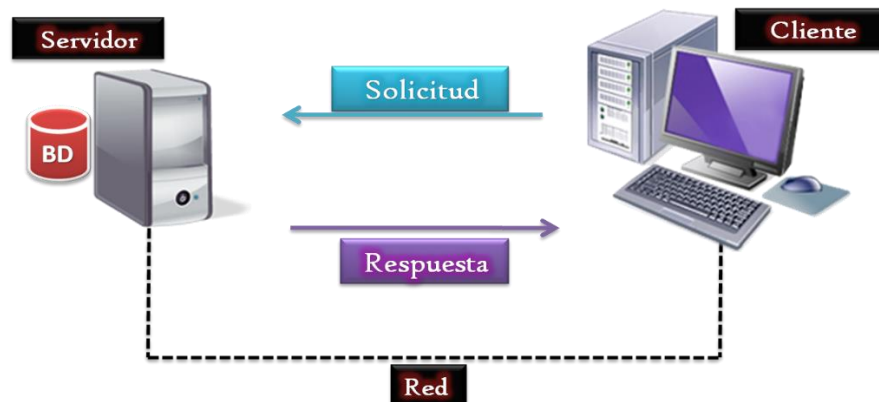 Servidor
Cliente
Solicitud
BD
Respuesta
Red